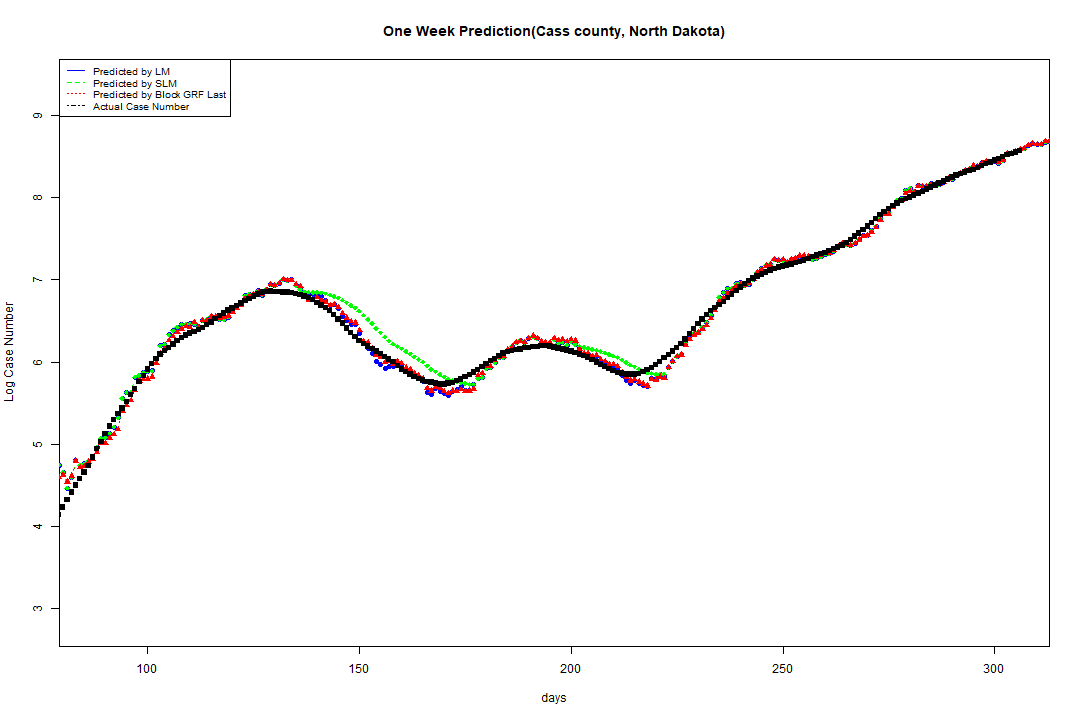 One Week Prediction(Cass county, North Dakota)
Predicted by LM
Predicted by SLM
Predicted by Block GRF Last
Actual Case Number
9
8
7
6
5
4
3
Log Case Number
100 150 200 250 300
days